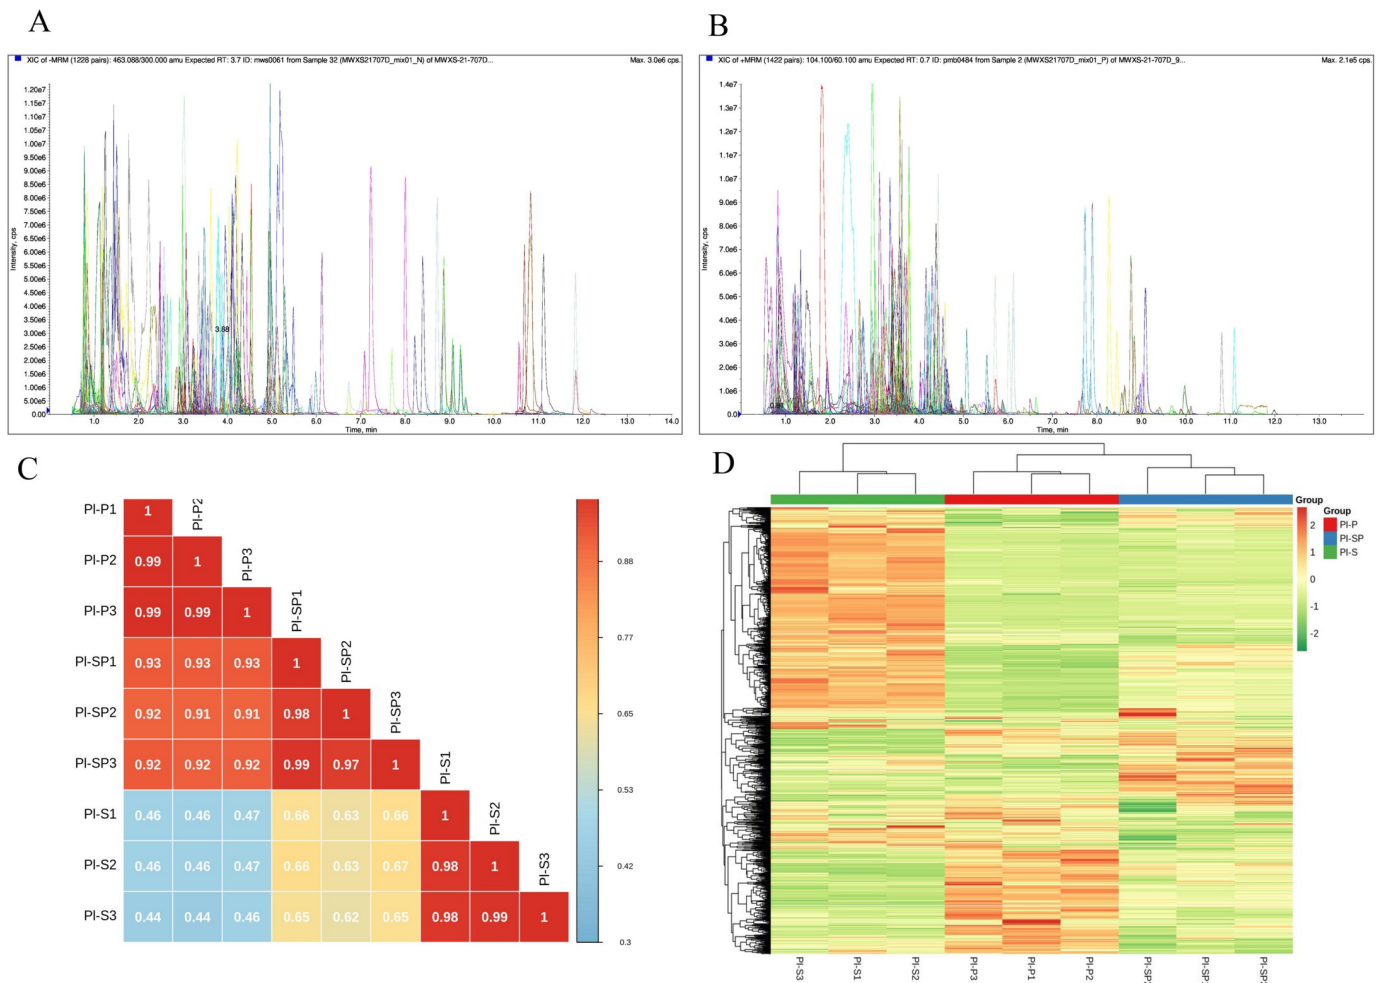 A
B
XIC of -MRM (1228 pairs): 463.088/300.000 amu Expected RT: 3.7 ID: mws0061 from Sample 32 (MWXS21707D_mix01_N) of MWXS-21-707D...
Max. 3.0e6 cps.
XIC of +MRM (1422 pairs): 104.100/60.100 amu Expected RT: 0.7 ID: pmb0484 from Sample 2 (MWXS21707D_mix01_P) of MWXS-21-707D_9...
Max. 2.1e5 cps.
Intensity, cps
1.20e7
1.15e7
1.10e7
1.05e7
1.00e7
9.50e6
9.00e6
8.50e6
8.00e6
7.50e6
7.00e6
6.50e6
6.00e6
5.50e6
5.00e6
4.50e6
4.00e6
3.50e6
3.00e6
2.50e6
2.00e6
1.50e6
1.00e6
5.00e5
0.00
3.68
1.0 2.0 3.0 4.0 5.0 6.0 7.0 8.0 9.0 10.0 11.0 12.0 13.0 14.0
Time, min
Intensity, cps
1.4e7
1.3e7
1.2e7
1.1e7
1.0e7
9.0e6
8.0e6
7.0e6
6.0e6
5.0e6
4.0e6
3.0e6
2.0e6
1.0e6
0.0
1.0 2.0 3.0 4.0 5.0 6.0 7.0 8.0 9.0 10.0 11.0 12.0 13.0
Time, min
C
PI-P1 1 PI-P2
PI-P2 0.99 1 PI-P3
PI-P3 0.99 0.99 1 PI-SP1
PI-SP1 0.93 0.93 0.93 1 PI-SP2
PI-SP2 0.92 0.91 0.91 0.98 1 PI-SP3
PI-SP3 0.92 0.92 0.92 0.99 0.97 1 PI-S1
PI-S1 0.46 0.46 0.47 0.66 0.63 0.66 1 PI-S2
PI-S2 0.46 0.46 0.47 0.66 0.63 0.67 0.98 1 PI-S3
PI-S3 0.44 0.44 0.46 0.65 0.62 0.65 0.98 0.99 1
0.88
0.77
0.65
0.53
0.42
0.3
D
Group
2
1
0
-1
-2
Group
PI-P
PI-SP
PI-S
PI-S3
PI-S1
PI-S2
PI-P3
PI-P1
PI-P2